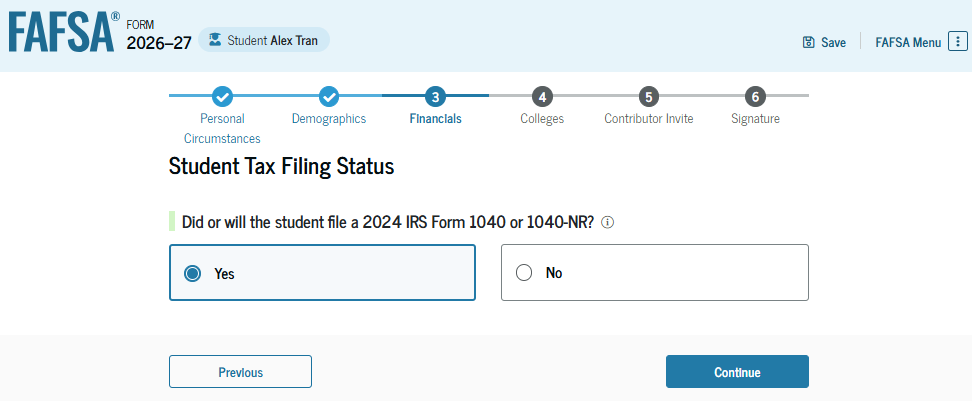 FAFSA® FORM
2026–27
Student Alex Tran
Save
FAFSA Menu
3
4
5
6
Personal Circumstances
Demographics
Financials
Colleges
Contributor Invite
Signature
Student Tax Filing Status
Did or will the student file a 2024 IRS Form 1040 or 1040-NR?
Yes
No
Previous
Continue